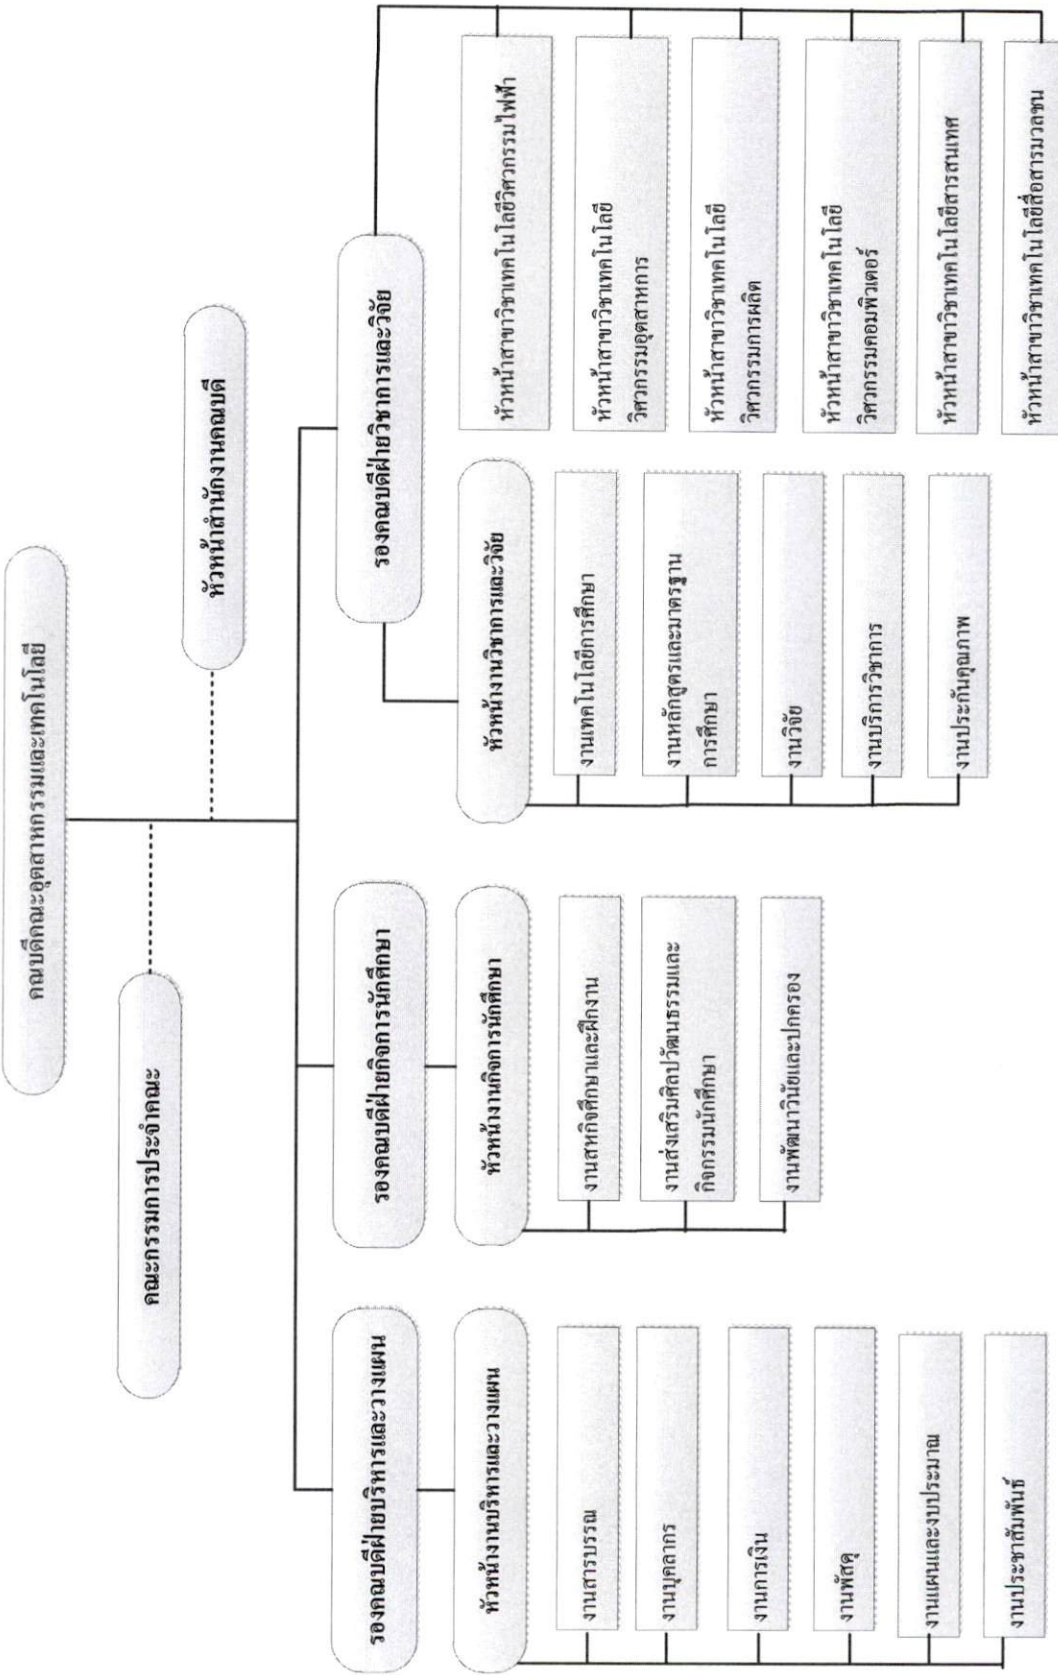 คณบดีคณะอุตสาหกรรมและเทคโนโลยี
คณะกรรมการประจำคณะ
หัวหน้าสำนักงานคณบดี
รองคณบดีฝ่ายบริหารและวางแผน
รองคณบดีฝ่ายกิจการนักศึกษา
รองคณบดีฝ่ายวิชาการและวิจัย
หัวหน้างานบริหารและวางแผน
งานสารบรรณ
งานบุคลากร
งานการเงิน
งานพัสดุ
งานแผนและงบประมาณ
งานประชาสัมพันธ์
หัวหน้างานกิจการนักศึกษา
งานสหกิจศึกษาและฝึกงาน
งานส่งเสริมศิลปวัฒนธรรมและ
กิจกรรมนักศึกษา
งานพัฒนาวินัยและปกครอง
หัวหน้างานวิชาการและวิจัย
งานเทคโนโลยีการศึกษา
งานหลักสูตรและมาตรฐาน
การศึกษา
งานวิจัย
งานบริการวิชาการ
งานประกันคุณภาพ
หัวหน้าสาขาวิชาเทคโนโลยีวิศวกรรมไฟฟ้า
หัวหน้าสาขาวิชาเทคโนโลยี
วิศวกรรมอุตสาหการ
หัวหน้าสาขาวิชาเทคโนโลยี
วิศวกรรมการผลิต
หัวหน้าสาขาวิชาเทคโนโลยี
วิศวกรรมคอมพิวเตอร์
หัวหน้าสาขาวิชาเทคโนโลยีสารสนเทศ
หัวหน้าสาขาวิชาเทคโนโลยีสื่อสารมวลชน